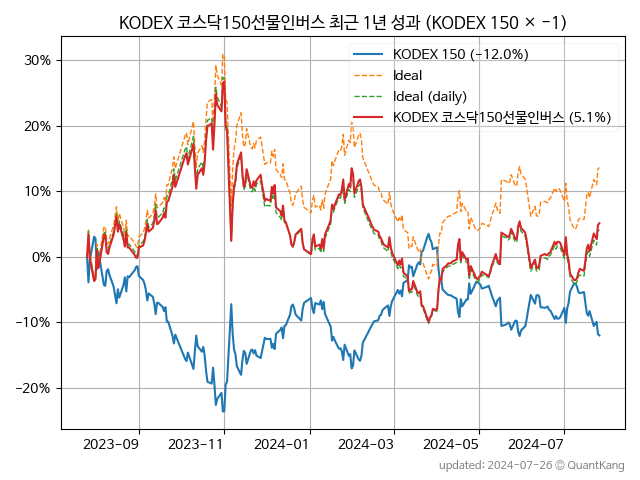 KODEX 코스닥150선물인버스 최근 1년 성과 (KODEX 150 × −1)
KODEX 150 (−12.0%)
Ideal
Ideal (daily)
KODEX 코스닥150선물인버스 (5.1%)
30%
20%
10%
0%
−10%
−20%
2023-09 2023-11 2024-01 2024-03 2024-05 2024-07
updated: 2024-07-26 © QuantKang